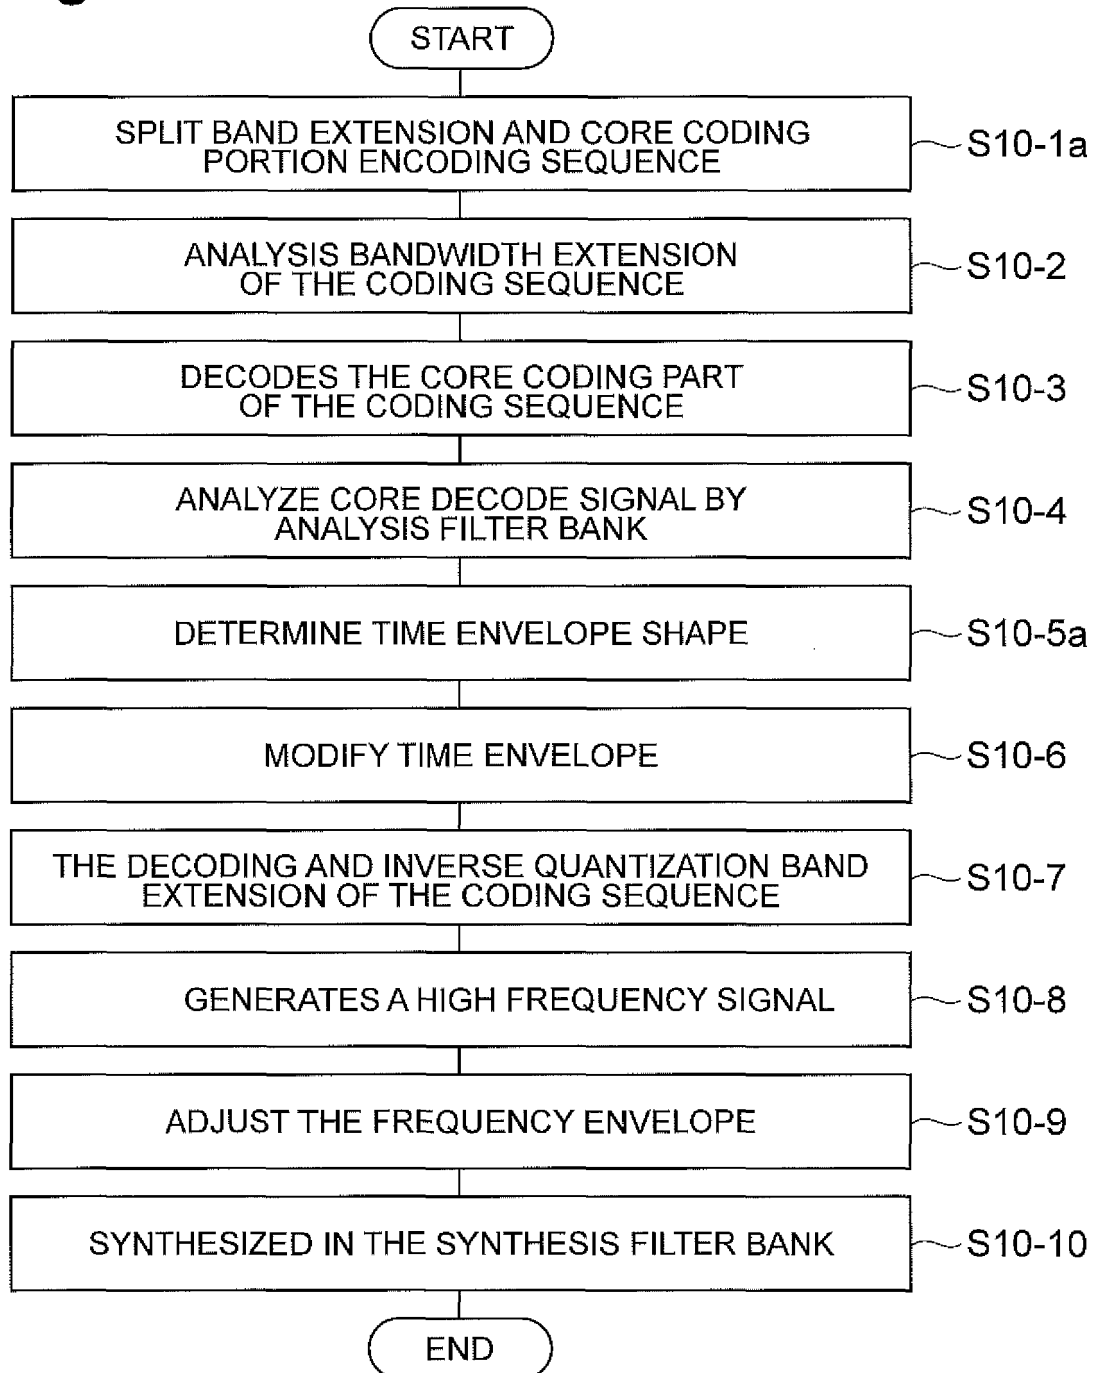 START
SPLIT BAND EXTENSION AND CORE CODING
PORTION ENCODING SEQUENCE
S10-1a
ANALYSIS BANDWIDTH EXTENSION
OF THE CODING SEQUENCE
S10-2
DECODES THE CORE CODING PART
OF THE CODING SEQUENCE
S10-3
ANALYZE CORE DECODE SIGNAL BY
ANALYSIS FILTER BANK
S10-4
DETERMINE TIME ENVELOPE SHAPE
S10-5a
MODIFY TIME ENVELOPE
S10-6
THE DECODING AND INVERSE QUANTIZATION BAND
EXTENSION OF THE CODING SEQUENCE
S10-7
GENERATES A HIGH FREQUENCY SIGNAL
S10-8
ADJUST THE FREQUENCY ENVELOPE
S10-9
SYNTHESIZED IN THE SYNTHESIS FILTER BANK
S10-10
END